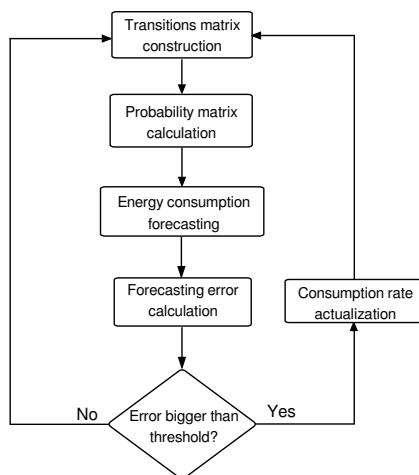 Transitions matrix
construction
Probability matrix
calculation
Energy consumption
forecasting
Forecasting error
calculation
Consumption rate
actualization
No
Error bigger than
threshold?
Yes